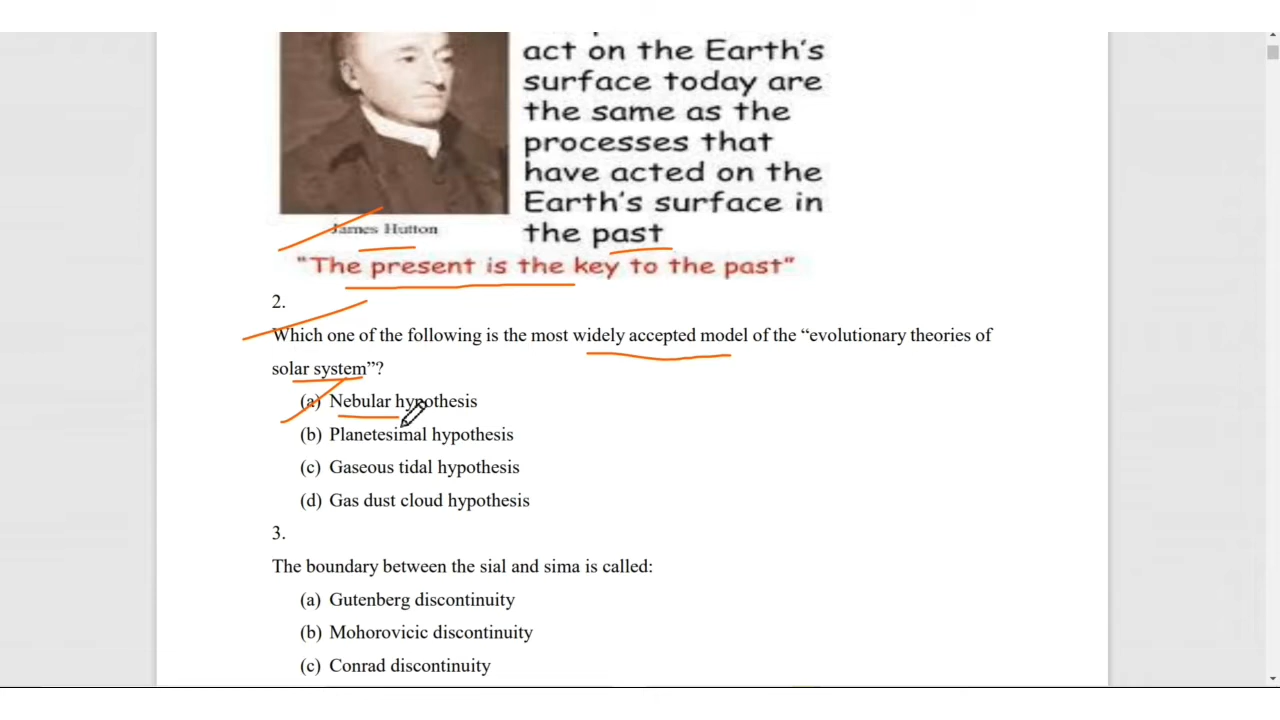 act on the Earth's
surface today are
the same as the
processes that
have acted on the
Earth's surface in
the past
James Hutton
"The present is the key to the past"
2.
Which one of the following is the most widely accepted model of the “evolutionary theories of
solar system”?
(a) Nebular hypothesis
(b) Planetesimal hypothesis
(c) Gaseous tidal hypothesis
(d) Gas dust cloud hypothesis
3.
The boundary between the sial and sima is called:
(a) Gutenberg discontinuity
(b) Mohorovicic discontinuity
(c) Conrad discontinuity